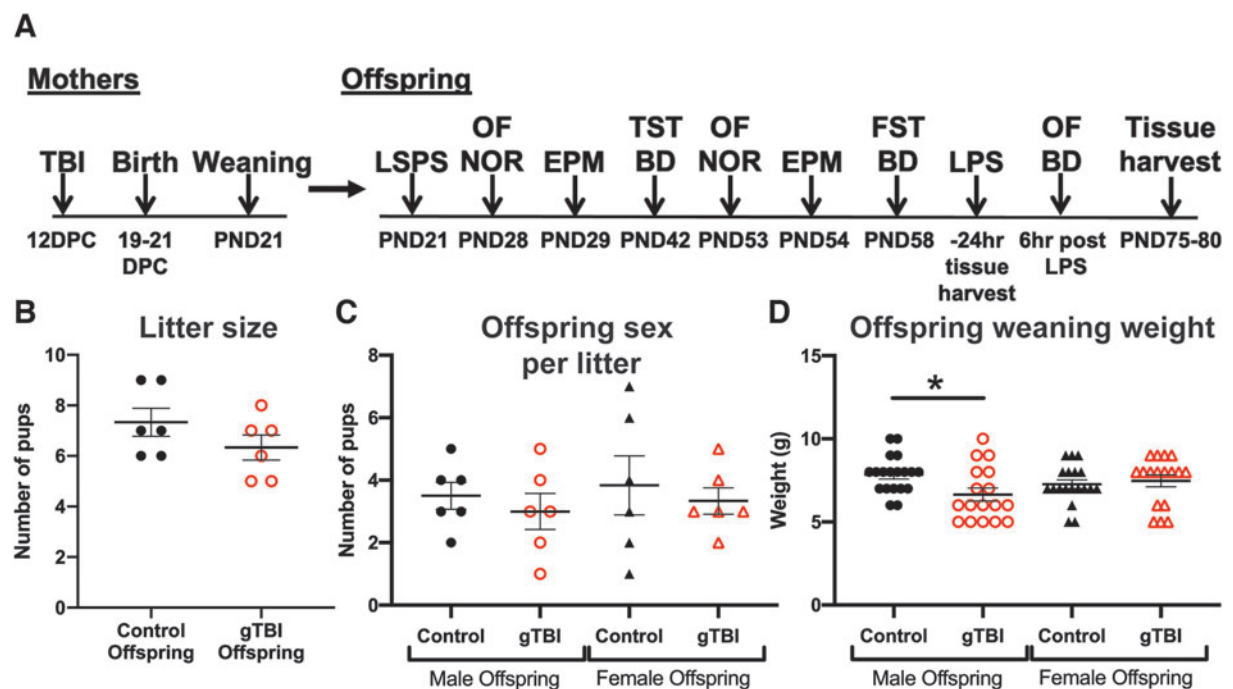 A
Mothers
Offspring
TBI Birth Weaning
LSPS OF NOR EPM TST BD OF NOR EPM FST BD LPS OF BD Tissue harvest
12DPC 19-21 DPC PND21
PND21 PND28 PND29 PND42 PND53 PND54 PND58 -24hr tissue harvest 6hr post LPS PND75-80
B
Litter size
Number of pups
10
8
6
4
2
0
Control Offspring
gTBI Offspring
C
Offspring sex
per litter
Number of pups
8
6
4
2
0
Control gTBI Control gTBI
Male Offspring Female Offspring
D
Offspring weaning weight
Weight (g)
15
10
5
0
*
Control gTBI Control gTBI
Male Offspring Female Offspring